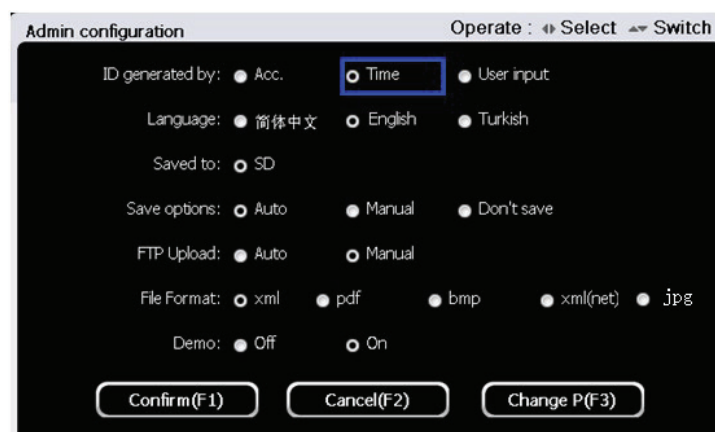 Admin configuration Operate : Select Switch
ID generated by: Acc. Time User input
Language: 简体中文 English Turkish
Saved to: SD
Save options: Auto Manual Don't save
FTP Upload: Auto Manual
File Format: xml pdf bmp xml(net) jpg
Demo: Off On
Confirm(F1) Cancel(F2) Change P(F3)